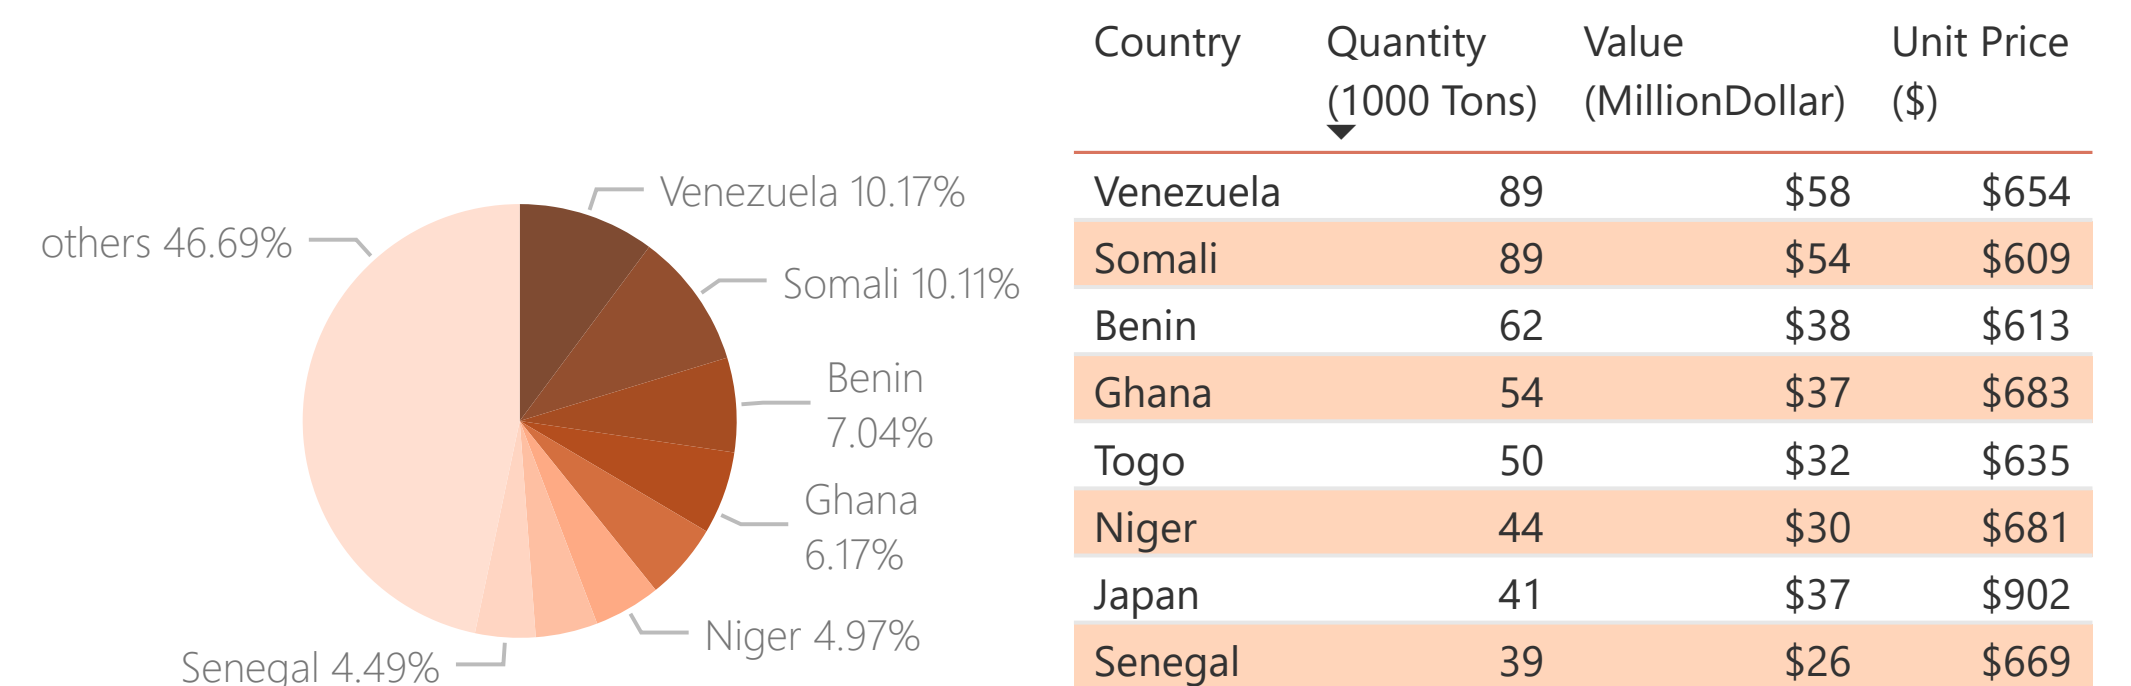 Venezuela 10.17%
others 46.69%
Somali 10.11%
Benin
7.04%
Ghana
6.17%
Niger 4.97%
Senegal 4.49%
Country Quantity Value Unit Price
(1000 Tons) (MillionDollar) ($)
Venezuela 89 $58 $654
Somali 89 $54 $609
Benin 62 $38 $613
Ghana 54 $37 $683
Togo 50 $32 $635
Niger 44 $30 $681
Japan 41 $37 $902
Senegal 39 $26 $669